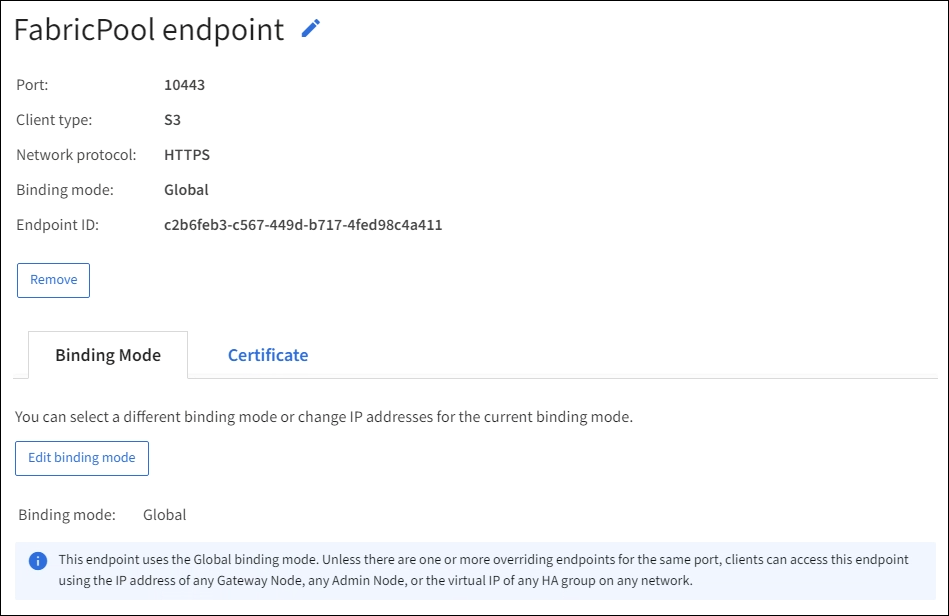 FabricPool endpoint
Port: 10443
Client type: S3
Network protocol: HTTPS
Binding mode: Global
Endpoint ID: c2b6feb3-c567-449d-b717-4fed98c4a411
Remove
Binding Mode Certificate
You can select a different binding mode or change IP addresses for the current binding mode.
Edit binding mode
Binding mode: Global
This endpoint uses the Global binding mode. Unless there are one or more overriding endpoints for the same port, clients can access this endpoint
using the IP address of any Gateway Node, any Admin Node, or the virtual IP of any HA group on any network.